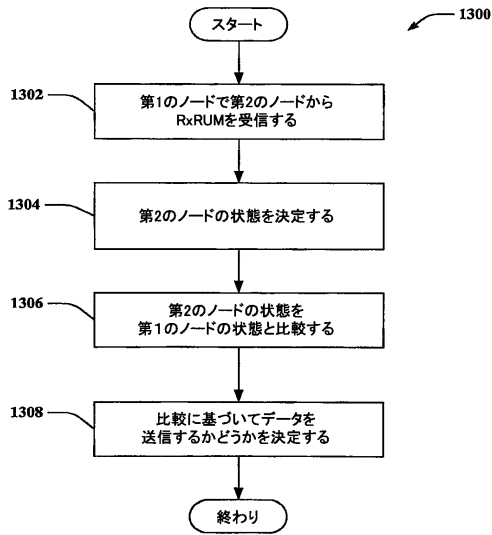 スタート
1300
1302
第1のノードで第2のノードから
RxRUMを受信する
1304
第2のノードの状態を決定する
1306
第2のノードの状態を
第1のノードの状態と比較する
1308
比較に基づいてデータを
送信するかどうかを決定する
終わり